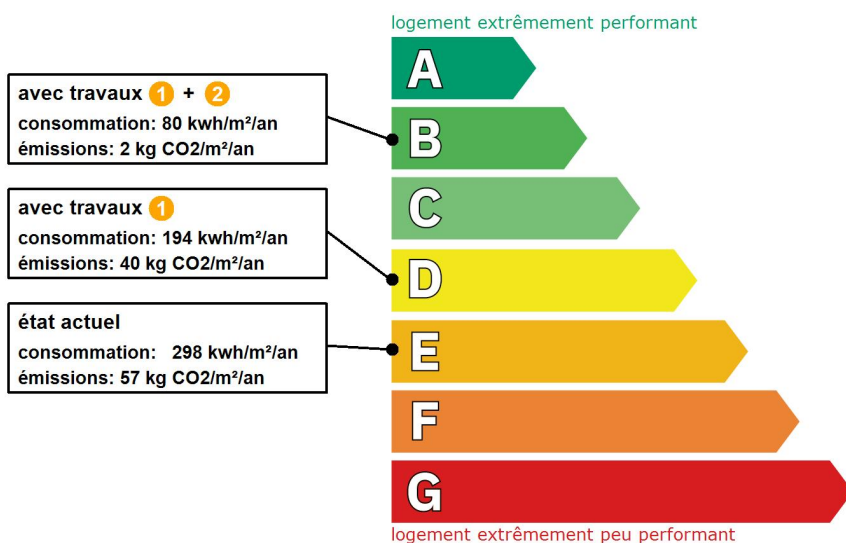 logement extrêmement performant
avec travaux 1 + 2
consommation: 80 kwh/m²/an
émissions: 2 kg CO2/m²/an
avec travaux 1
consommation: 194 kwh/m²/an
émissions: 40 kg CO2/m²/an
état actuel
consommation: 298 kwh/m²/an
émissions: 57 kg CO2/m²/an
A
B
C
D
E
F
G
logement extrêmement peu performant